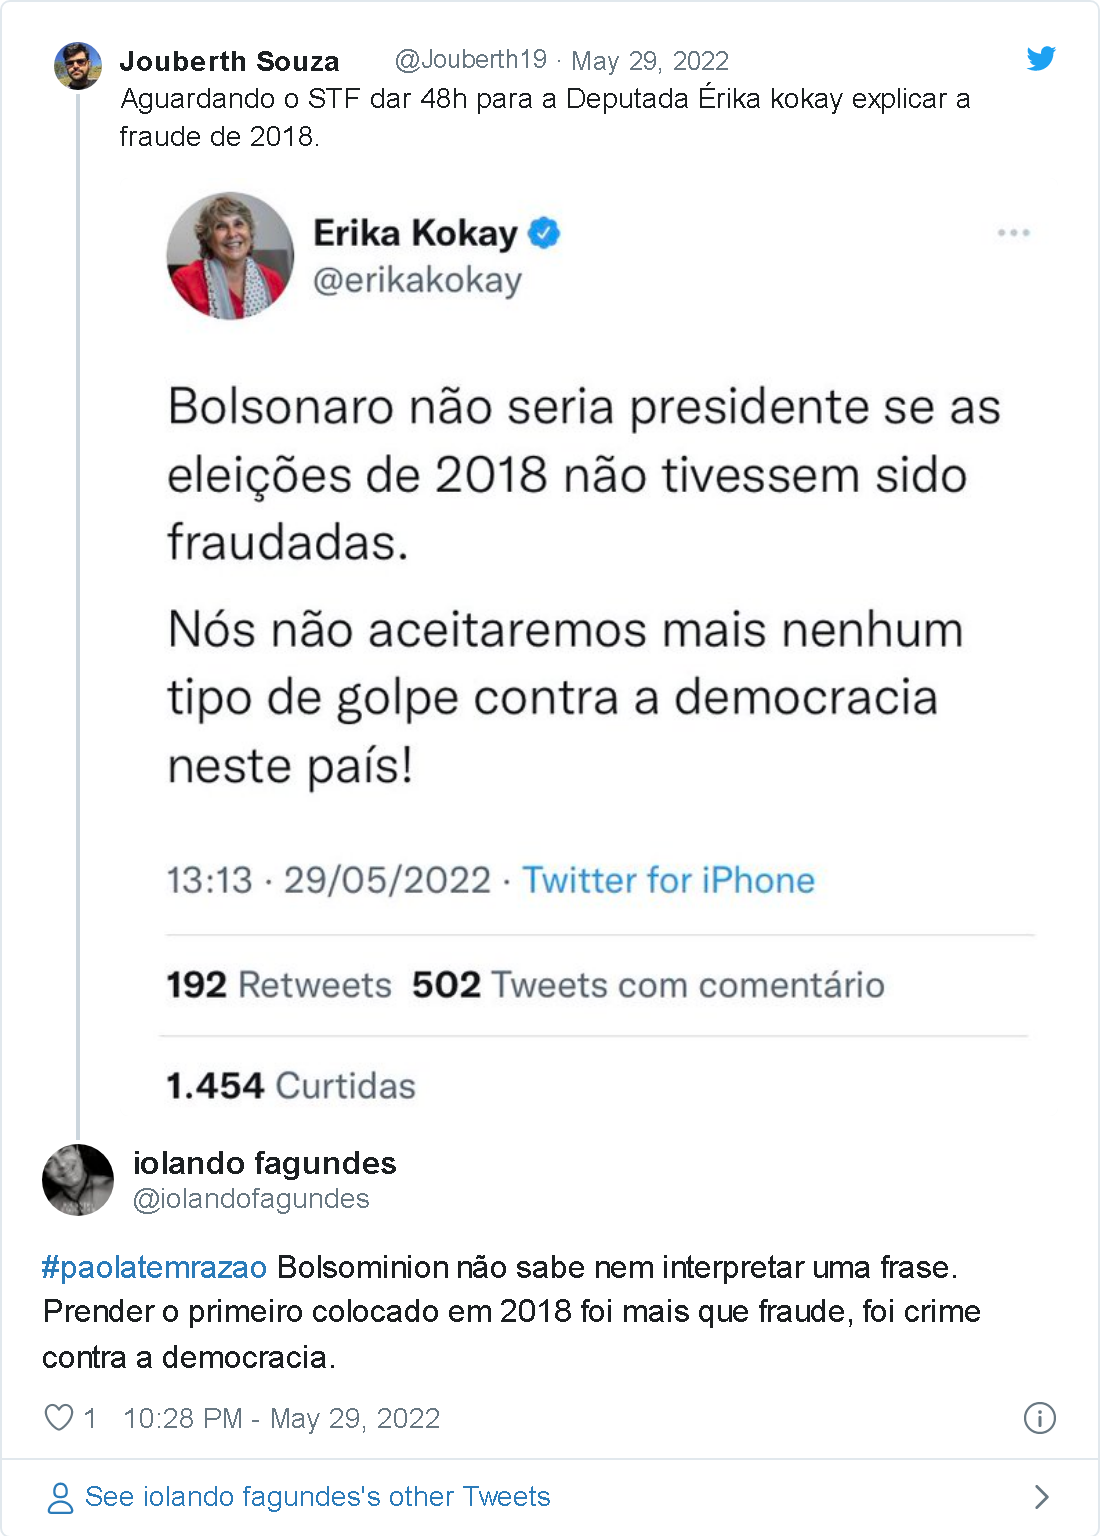 Jouberth Souza @Jouberth19 · May 29, 2022
Aguardando o STF dar 48h para a Deputada Érika kokay explicar a
fraude de 2018.
Erika Kokay
@erikakokay
Bolsonaro não seria presidente se as
eleições de 2018 não tivessem sido
fraudadas.
Nós não aceitaremos mais nenhum
tipo de golpe contra a democracia
neste país!
13:13 · 29/05/2022 · Twitter for iPhone
192 Retweets 502 Tweets com comentário
1.454 Curtidas
iolando fagundes
@iolandofagundes
#paolatemrazao Bolsominion não sabe nem interpretar uma frase.
Prender o primeiro colocado em 2018 foi mais que fraude, foi crime
contra a democracia.
1 10:28 PM - May 29, 2022
See iolando fagundes's other Tweets